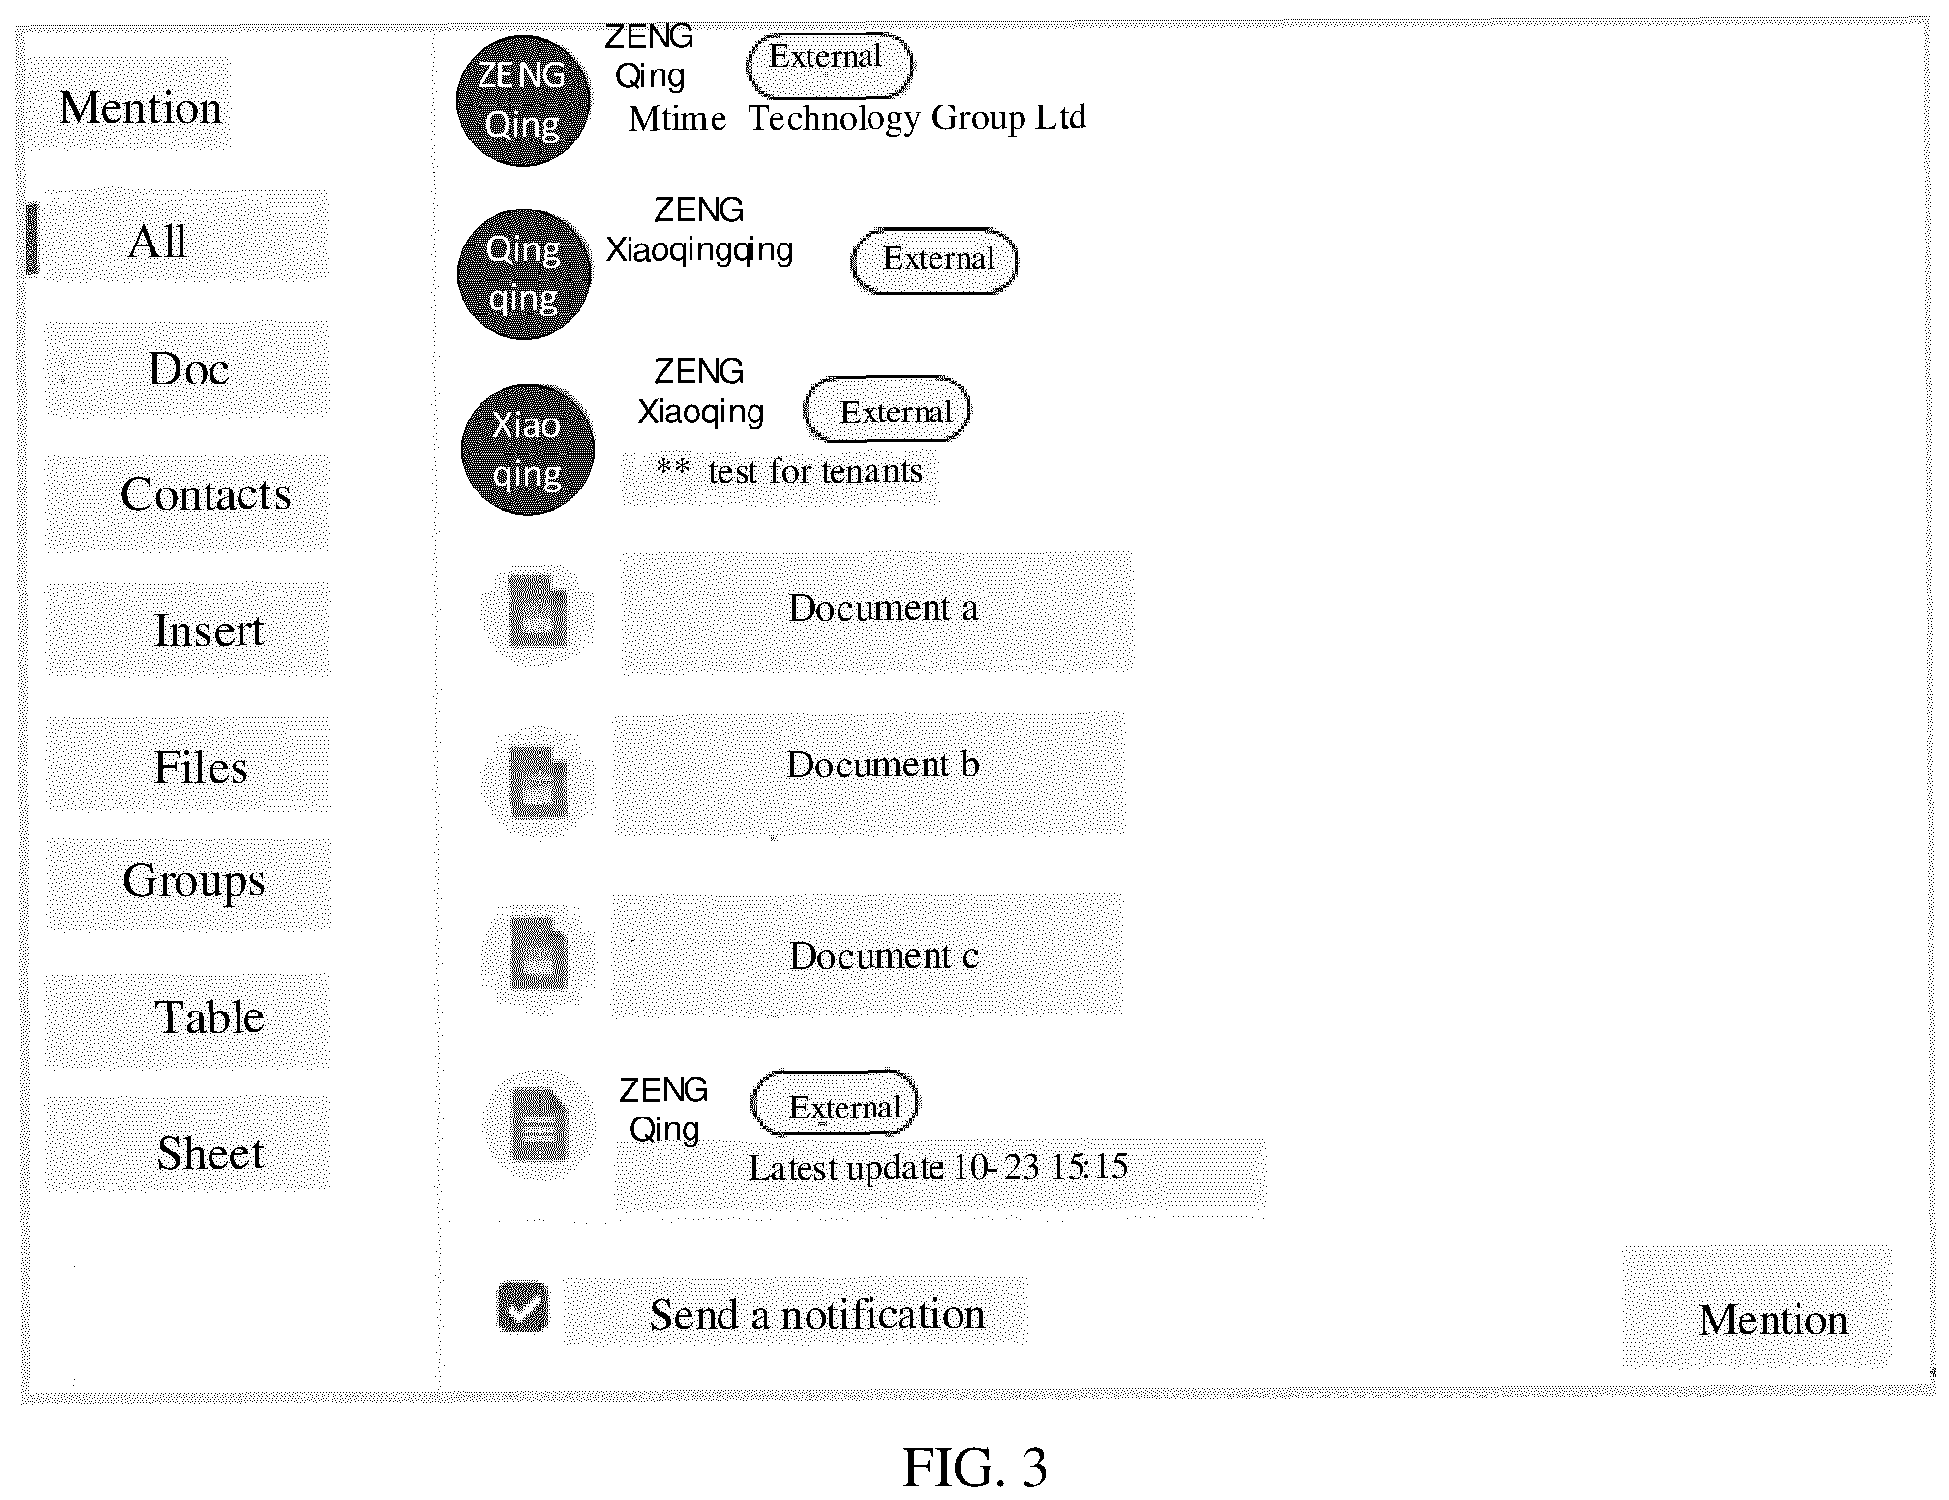 Mention
All
Doc
Contacts
Insert
Files
Groups
Table
Sheet
ZENG
Qing
ZENG
Qing
External
Mtime Technology Group Ltd
Qing
qing
ZENG
Xiaoqingqing
External
Xiao
qing
ZENG
Xiaoqing
External
** test for tenants
Document a
Document b
Document c
ZENG
Qing
External
Latest update 10-23 15:15
Send a notification
Mention
FIG. 3